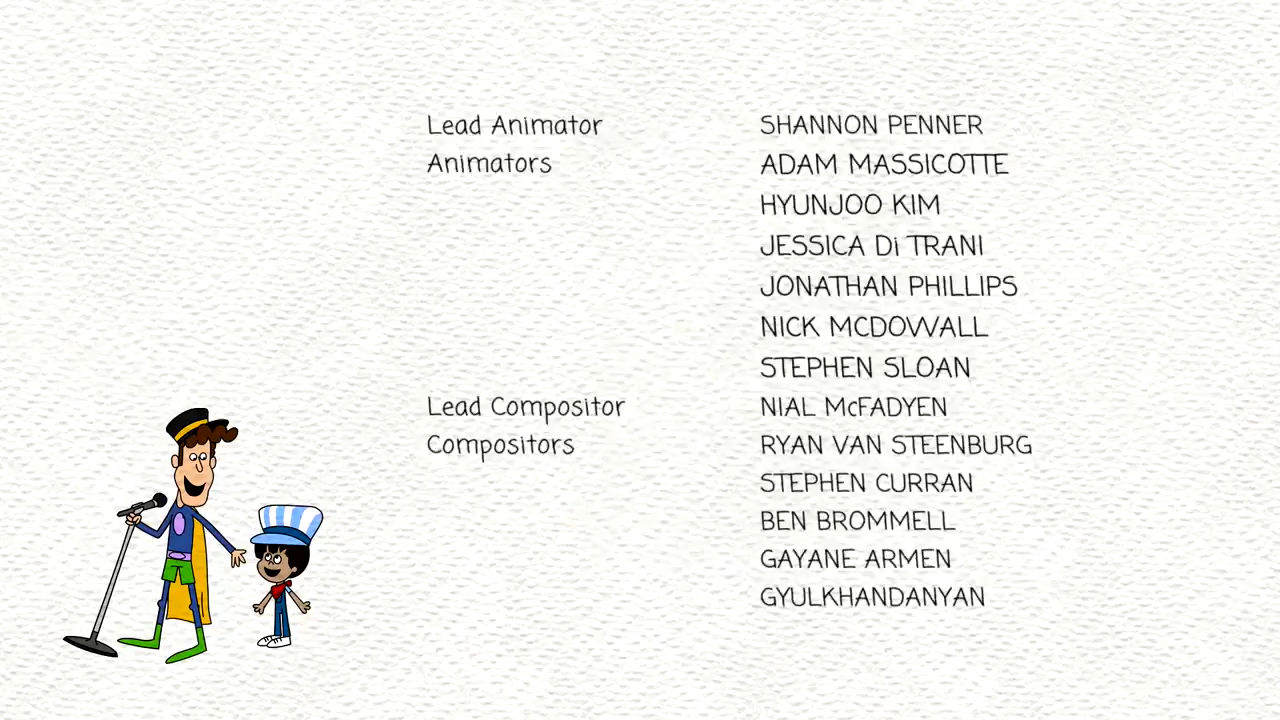 Lead Animator SHANNON PENNER
Animators ADAM MASSICOTTE
HYUNJOO KIM
JESSICA Di TRANI
JONATHAN PHILLIPS
NICK MCDOWALL
STEPHEN SLOAN
Lead Compositor NIAL McFADYEN
Compositors RYAN VAN STEENBURG
STEPHEN CURRAN
BEN BROMMELL
GAYANE ARMEN
GYULKHANDANYAN